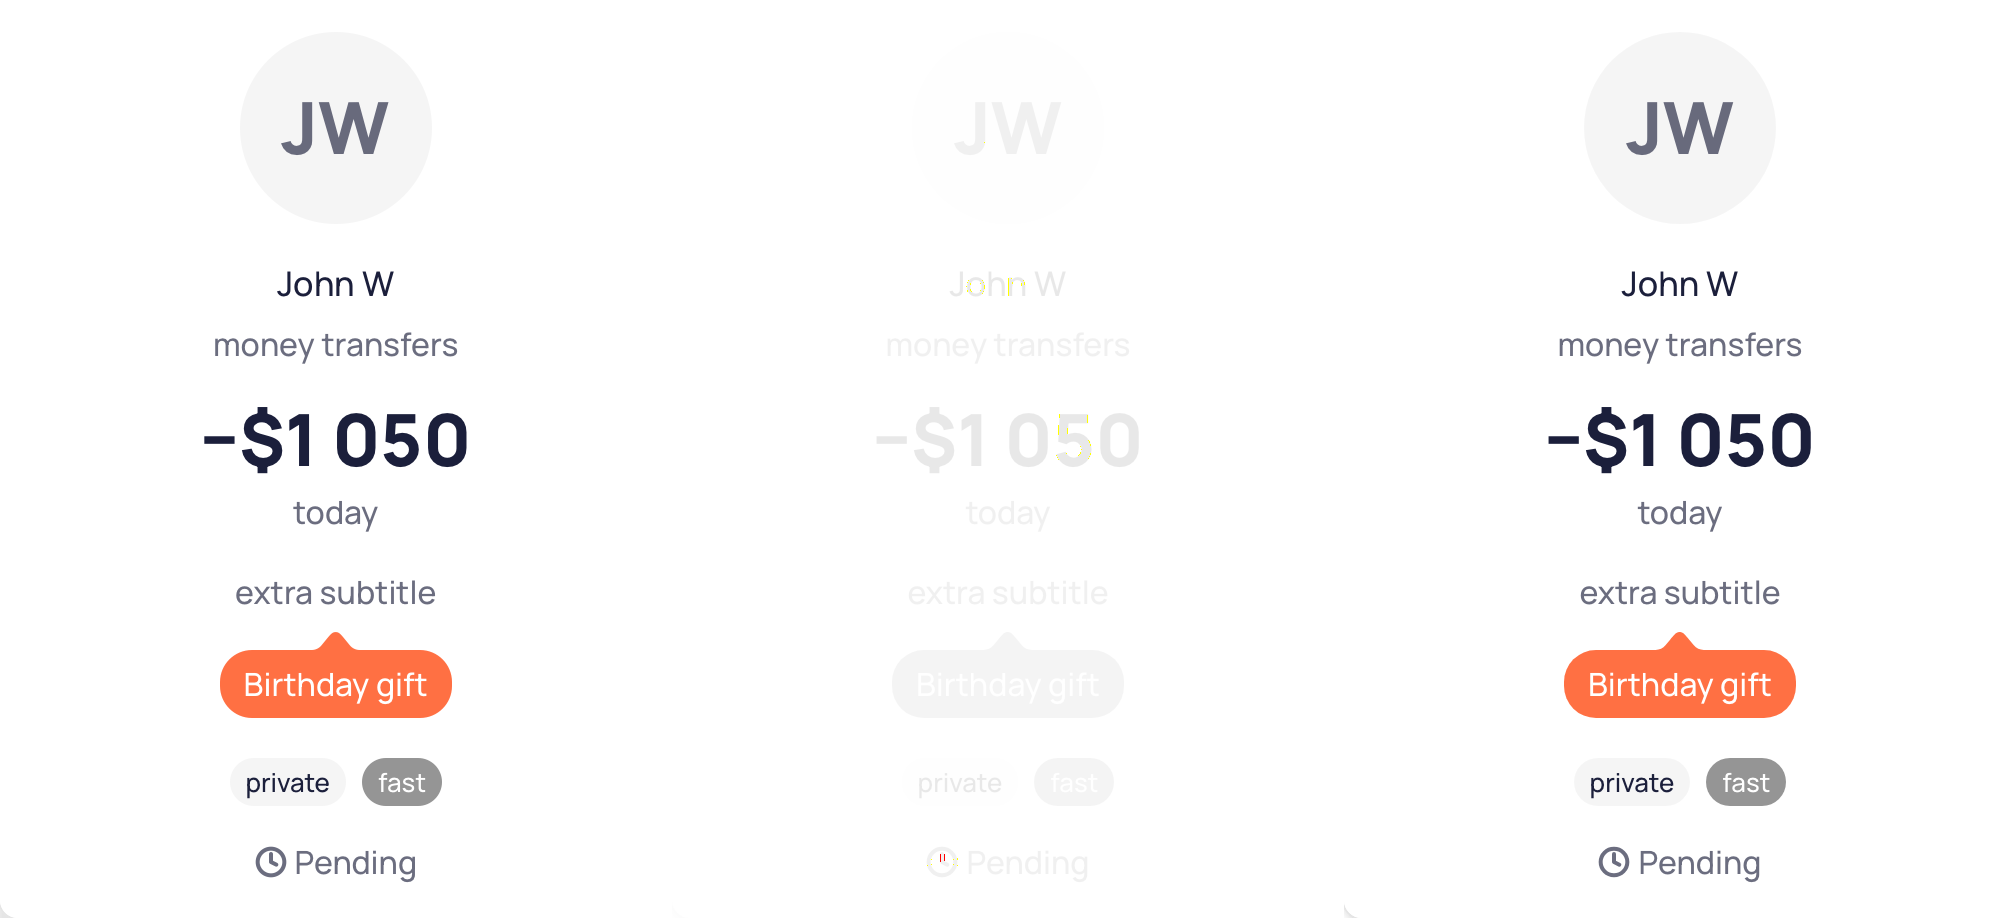 JW
John W
money transfers
−$1 050
today
extra subtitle
Birthday gift
private fast
Pending
JW
John W
money transfers
−$1 050
today
extra subtitle
Birthday gift
private fast
Pending
JW
John W
money transfers
−$1 050
today
extra subtitle
Birthday gift
private fast
Pending